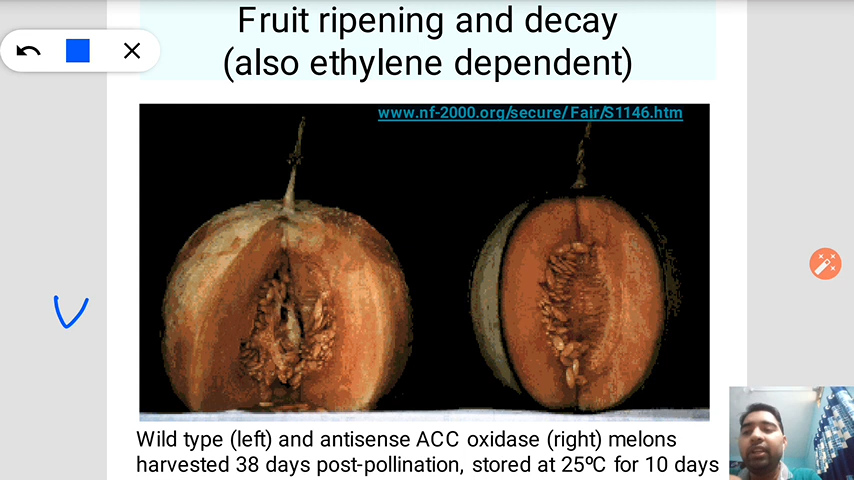 Fruit ripening and decay
(also ethylene dependent)
www.nf-2000.org/secure/Fair/S1146.htm
Wild type (left) and antisense ACC oxidase (right) melons
harvested 38 days post-pollination, stored at 25ºC for 10 days